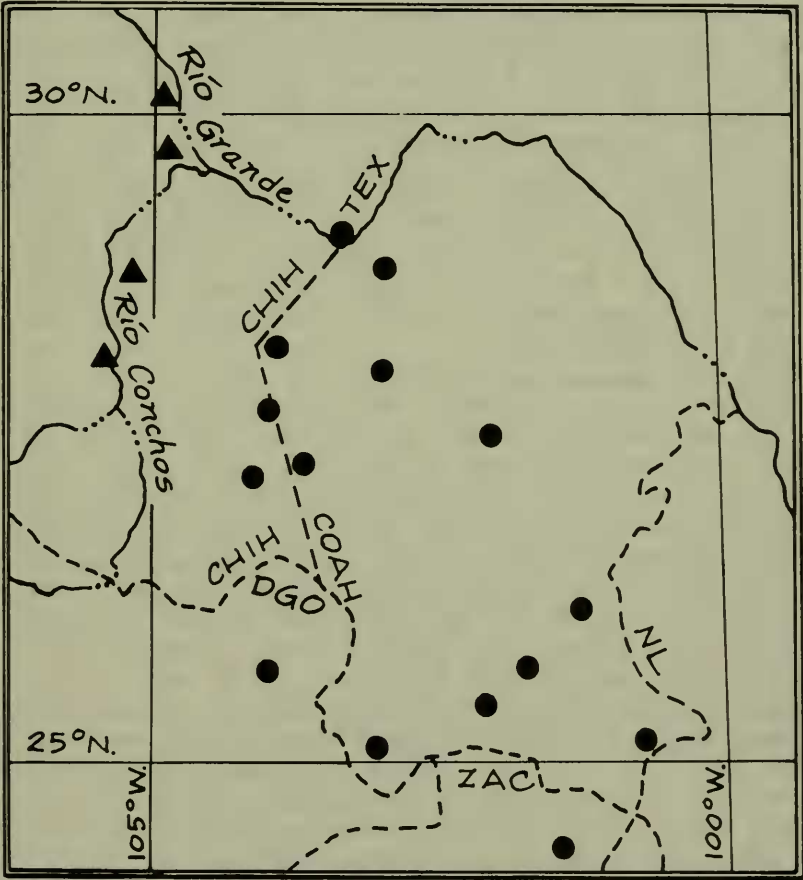 Río
Grande
30°N.
TEX
CHIH
Río
Conchos
CHIH
DGO
COAH
NL
25°N.
ZAC
105°W.
100°W.